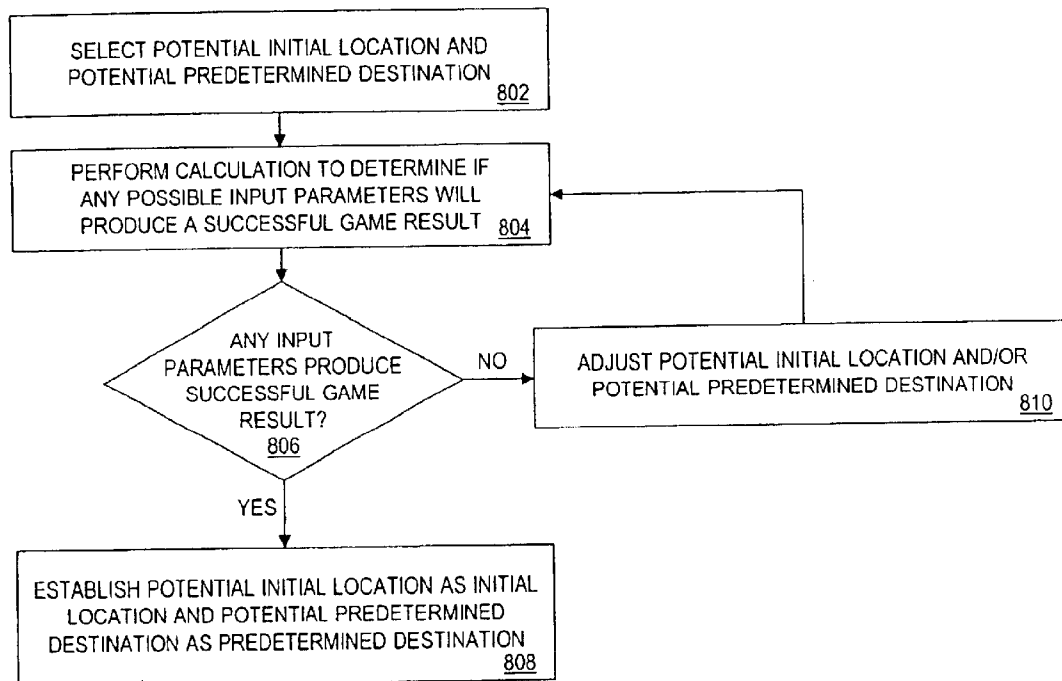 SELECT POTENTIAL INITIAL LOCATION AND
POTENTIAL PREDETERMINED DESTINATION
802
PERFORM CALCULATION TO DETERMINE IF
ANY POSSIBLE INPUT PARAMETERS WILL
PRODUCE A SUCCESSFUL GAME RESULT
804
ANY INPUT
PARAMETERS PRODUCE
SUCCESSFUL GAME
RESULT?
806
NO
ADJUST POTENTIAL INITIAL LOCATION AND/OR
POTENTIAL PREDETERMINED DESTINATION
810
YES
ESTABLISH POTENTIAL INITIAL LOCATION AS INITIAL
LOCATION AND POTENTIAL PREDETERMINED
DESTINATION AS PREDETERMINED DESTINATION
808